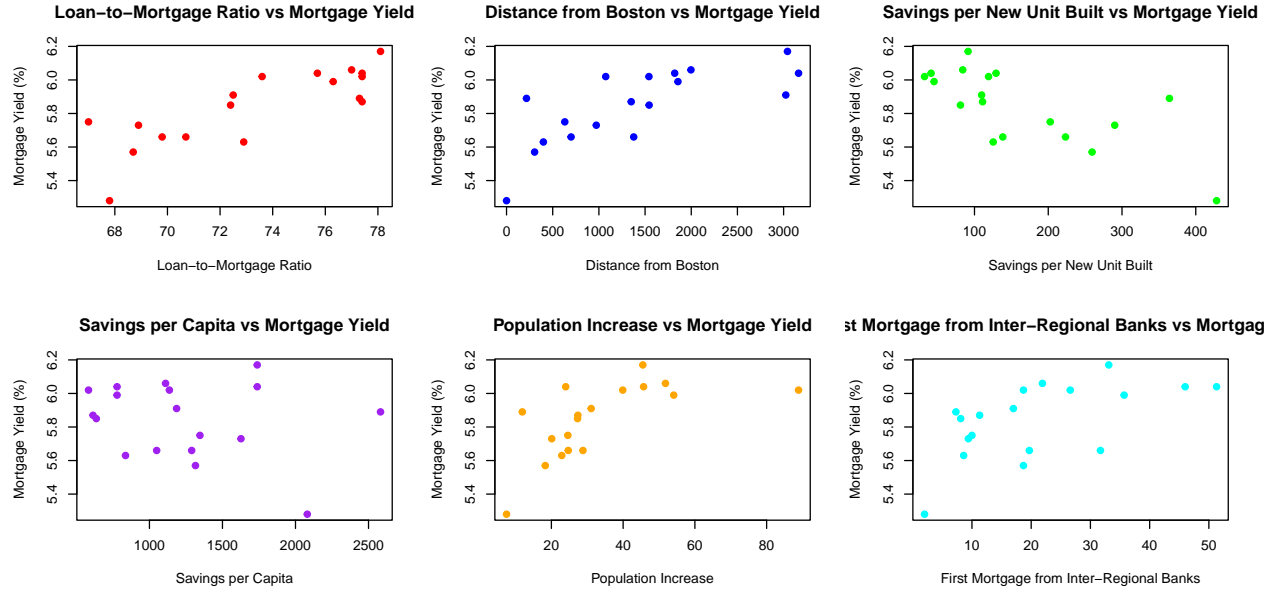 Loan−to−Mortgage Ratio vs Mortgage Yield
Mortgage Yield (%)
5.4 5.6 5.8 6.0 6.2
68 70 72 74 76 78
Loan−to−Mortgage Ratio
Distance from Boston vs Mortgage Yield
Mortgage Yield (%)
5.4 5.6 5.8 6.0 6.2
0 500 1000 1500 2000 2500 3000
Distance from Boston
Savings per New Unit Built vs Mortgage Yield
Mortgage Yield (%)
5.4 5.6 5.8 6.0 6.2
100 200 300 400
Savings per New Unit Built
Savings per Capita vs Mortgage Yield
Mortgage Yield (%)
5.4 5.6 5.8 6.0 6.2
1000 1500 2000 2500
Savings per Capita
Population Increase vs Mortgage Yield
Mortgage Yield (%)
5.4 5.6 5.8 6.0 6.2
20 40 60 80
Population Increase
st Mortgage from Inter−Regional Banks vs Mortgag
Mortgage Yield (%)
5.4 5.6 5.8 6.0 6.2
10 20 30 40 50
First Mortgage from Inter−Regional Banks